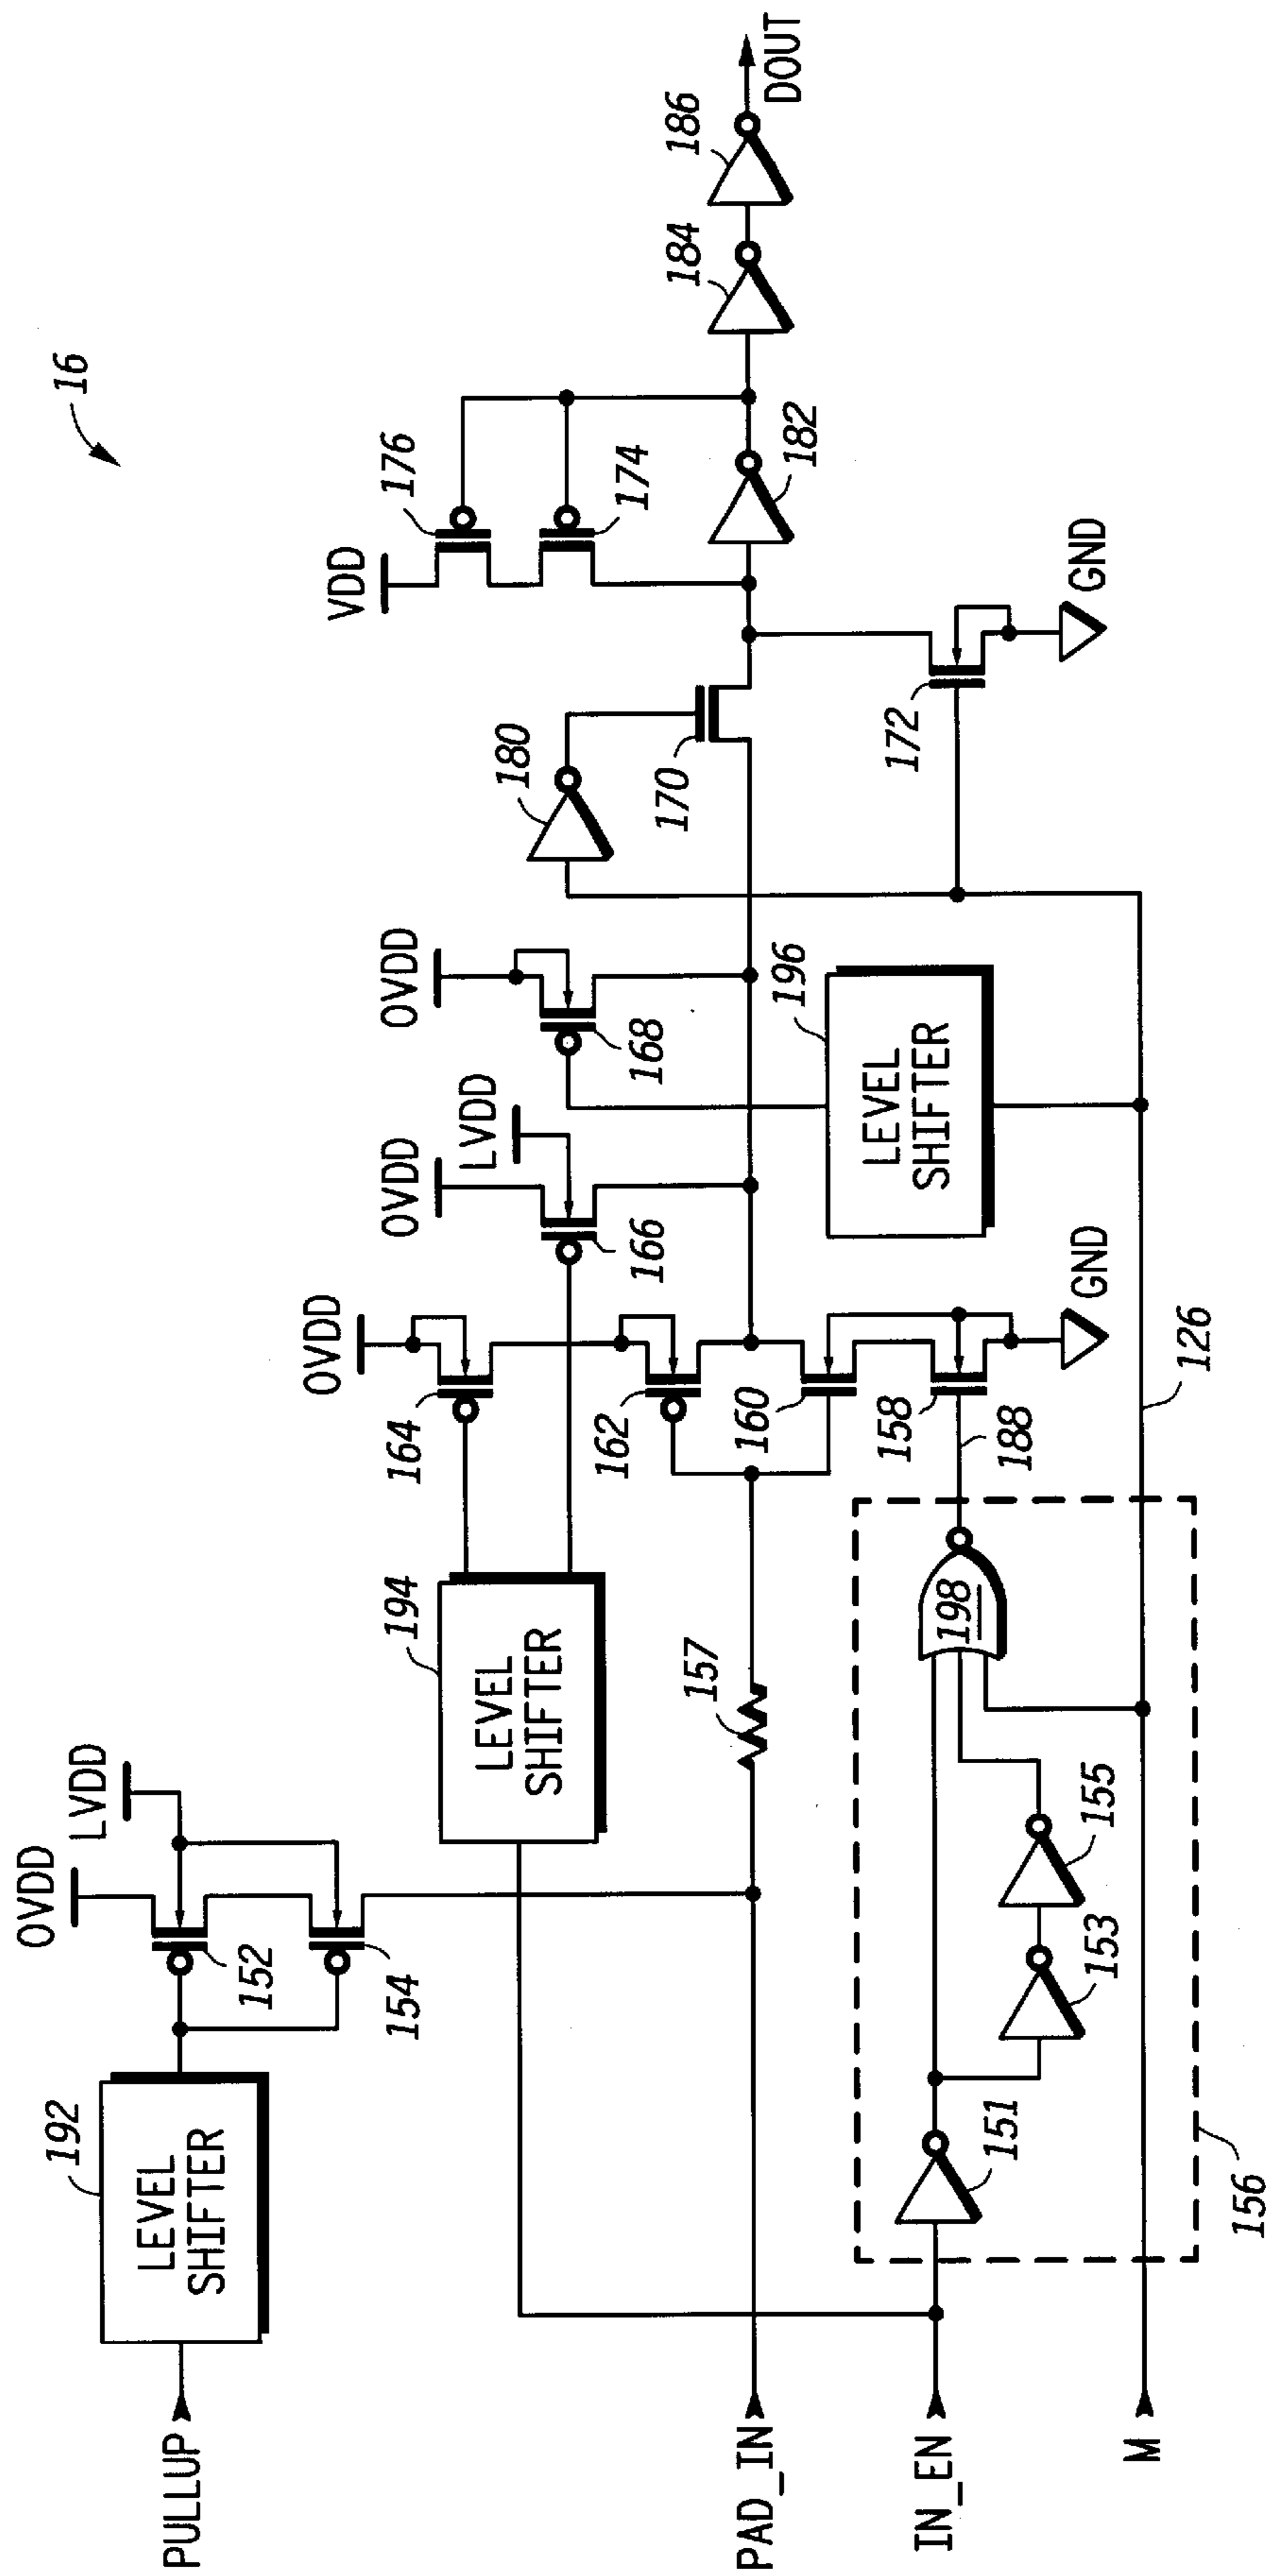 16
PULLUP
192
LEVEL
SHIFTER
OVDD
LVDD
152
154
194
LEVEL
SHIFTER
OVDD
164
162
160
158
188
GND
OVDD
LVDD
166
OVDD
168
196
LEVEL
SHIFTER
180
170
VDD
176
174
172
GND
182
184
186
DOUT
PAD_IN
157
IN_EN
151
153
155
198
156
M
126